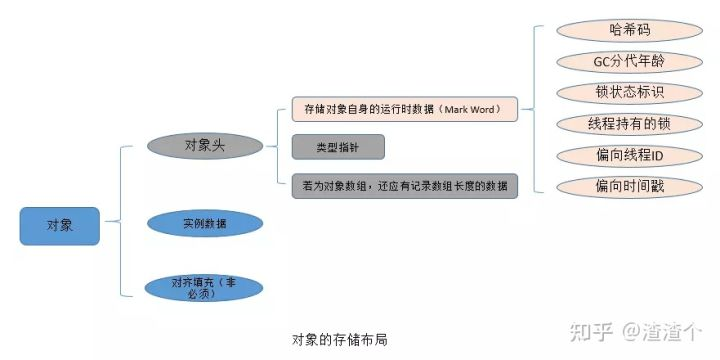 哈希码
GC分代年龄
锁状态标识
线程持有的锁
偏向线程ID
偏向时间戳
存储对象自身的运行时数据（Mark Word）
类型指针
若为对象数组，还应有记录数组长度的数据
对象头
实例数据
对齐填充（非
必须）
对象
对象的存储布局
知乎 @渣渣个